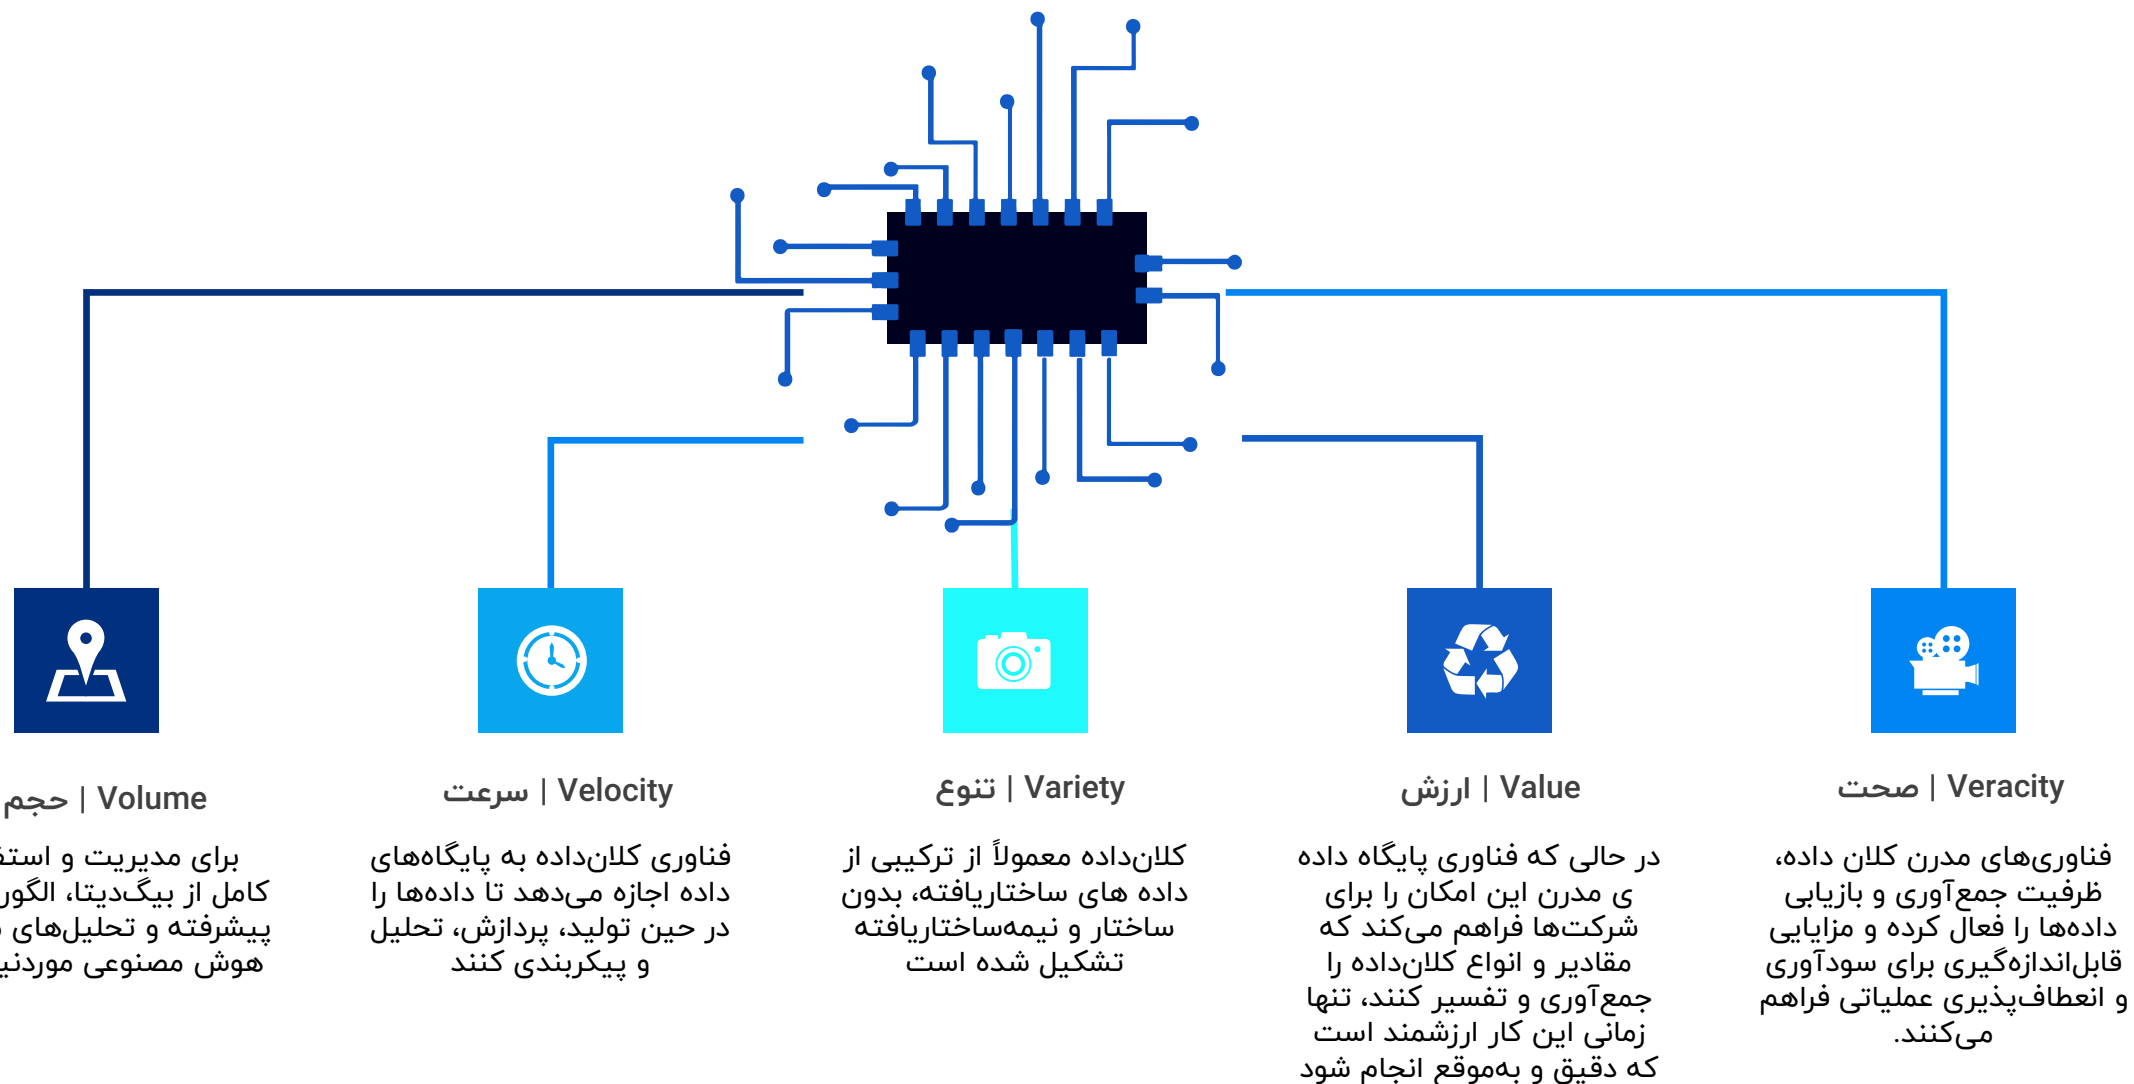 Volume | حجم
برای مدیریت و
کامل از بیگ‌دیتا،
پیشرفته و تحلیل‌های
هوش مصنوعی
Velocity | سرعت
فناوری کلان‌داده به پایگاه‌های
داده اجازه می‌دهد تا داده‌ها را
در حین تولید، پردازش، تحلیل
و پیکربندی کنند
Variety | تنوع
کلان‌داده معمولاً از ترکیبی از
داده های ساختاریافته، بدون
ساختار و نیمه‌ساختاریافته
تشکیل شده است
Value | ارزش
در حالی که فناوری پایگاه داده
ی مدرن این امکان را برای
شرکت‌ها فراهم می‌کند که
مقادیر و انواع کلان‌داده را
جمع‌آوری و تفسیر کنند، تنها
زمانی این کار ارزشمند است
که دقیق و به‌موقع انجام شود
Veracity | صحت
فناوری‌های مدرن کلان داده،
ظرفیت جمع‌آوری و بازیابی
داده‌ها را فعال کرده و مزایایی
قابل‌اندازه‌گیری برای سودآوری
و انعطاف‌پذیری عملیاتی فراهم
می‌کنند.